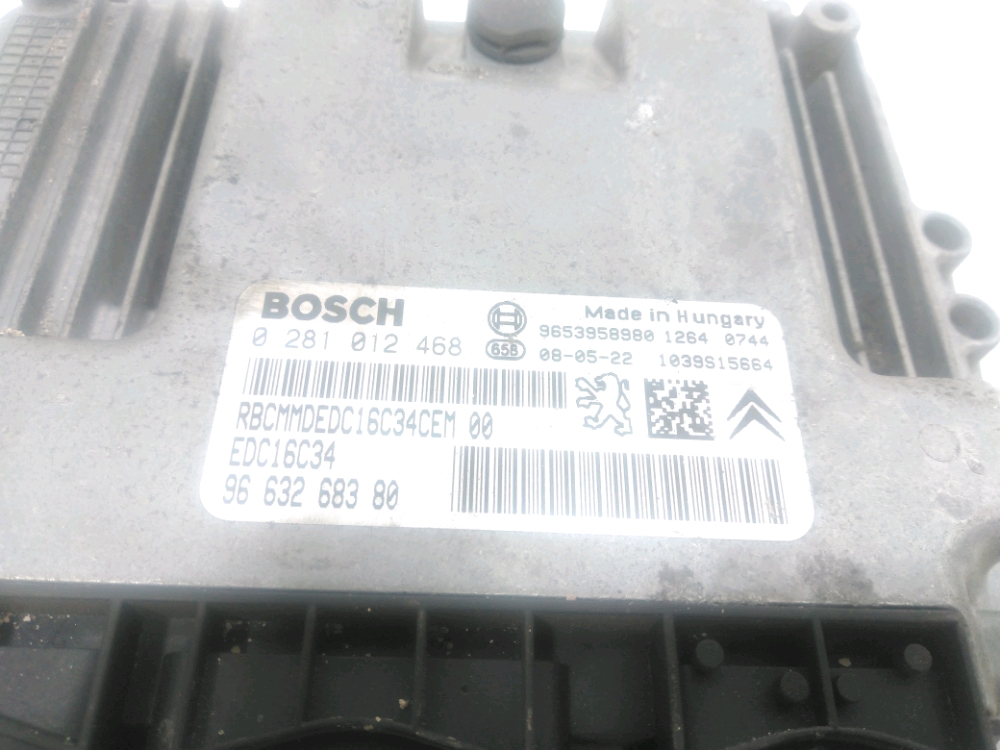 BOSCH
Made in Hungary
0 281 012 468
9653958980 1264 0744
658 08-05-22 1039S15664
RBCMMDEDC16C34CEM 00
EDC16C34
96 632 683 80